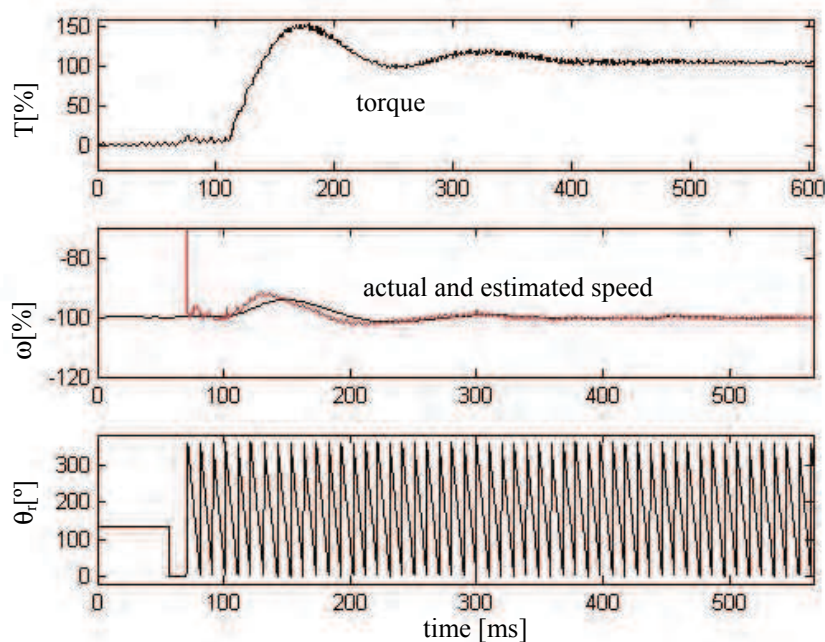 150
100
50
0
T[%]
torque
0 100 200 300 400 500 600
-80
-100
-120
ω[%]
actual and estimated speed
0 100 200 300 400 500
300
200
100
0
θr[º]
0 100 200 300 400 500
time [ms]